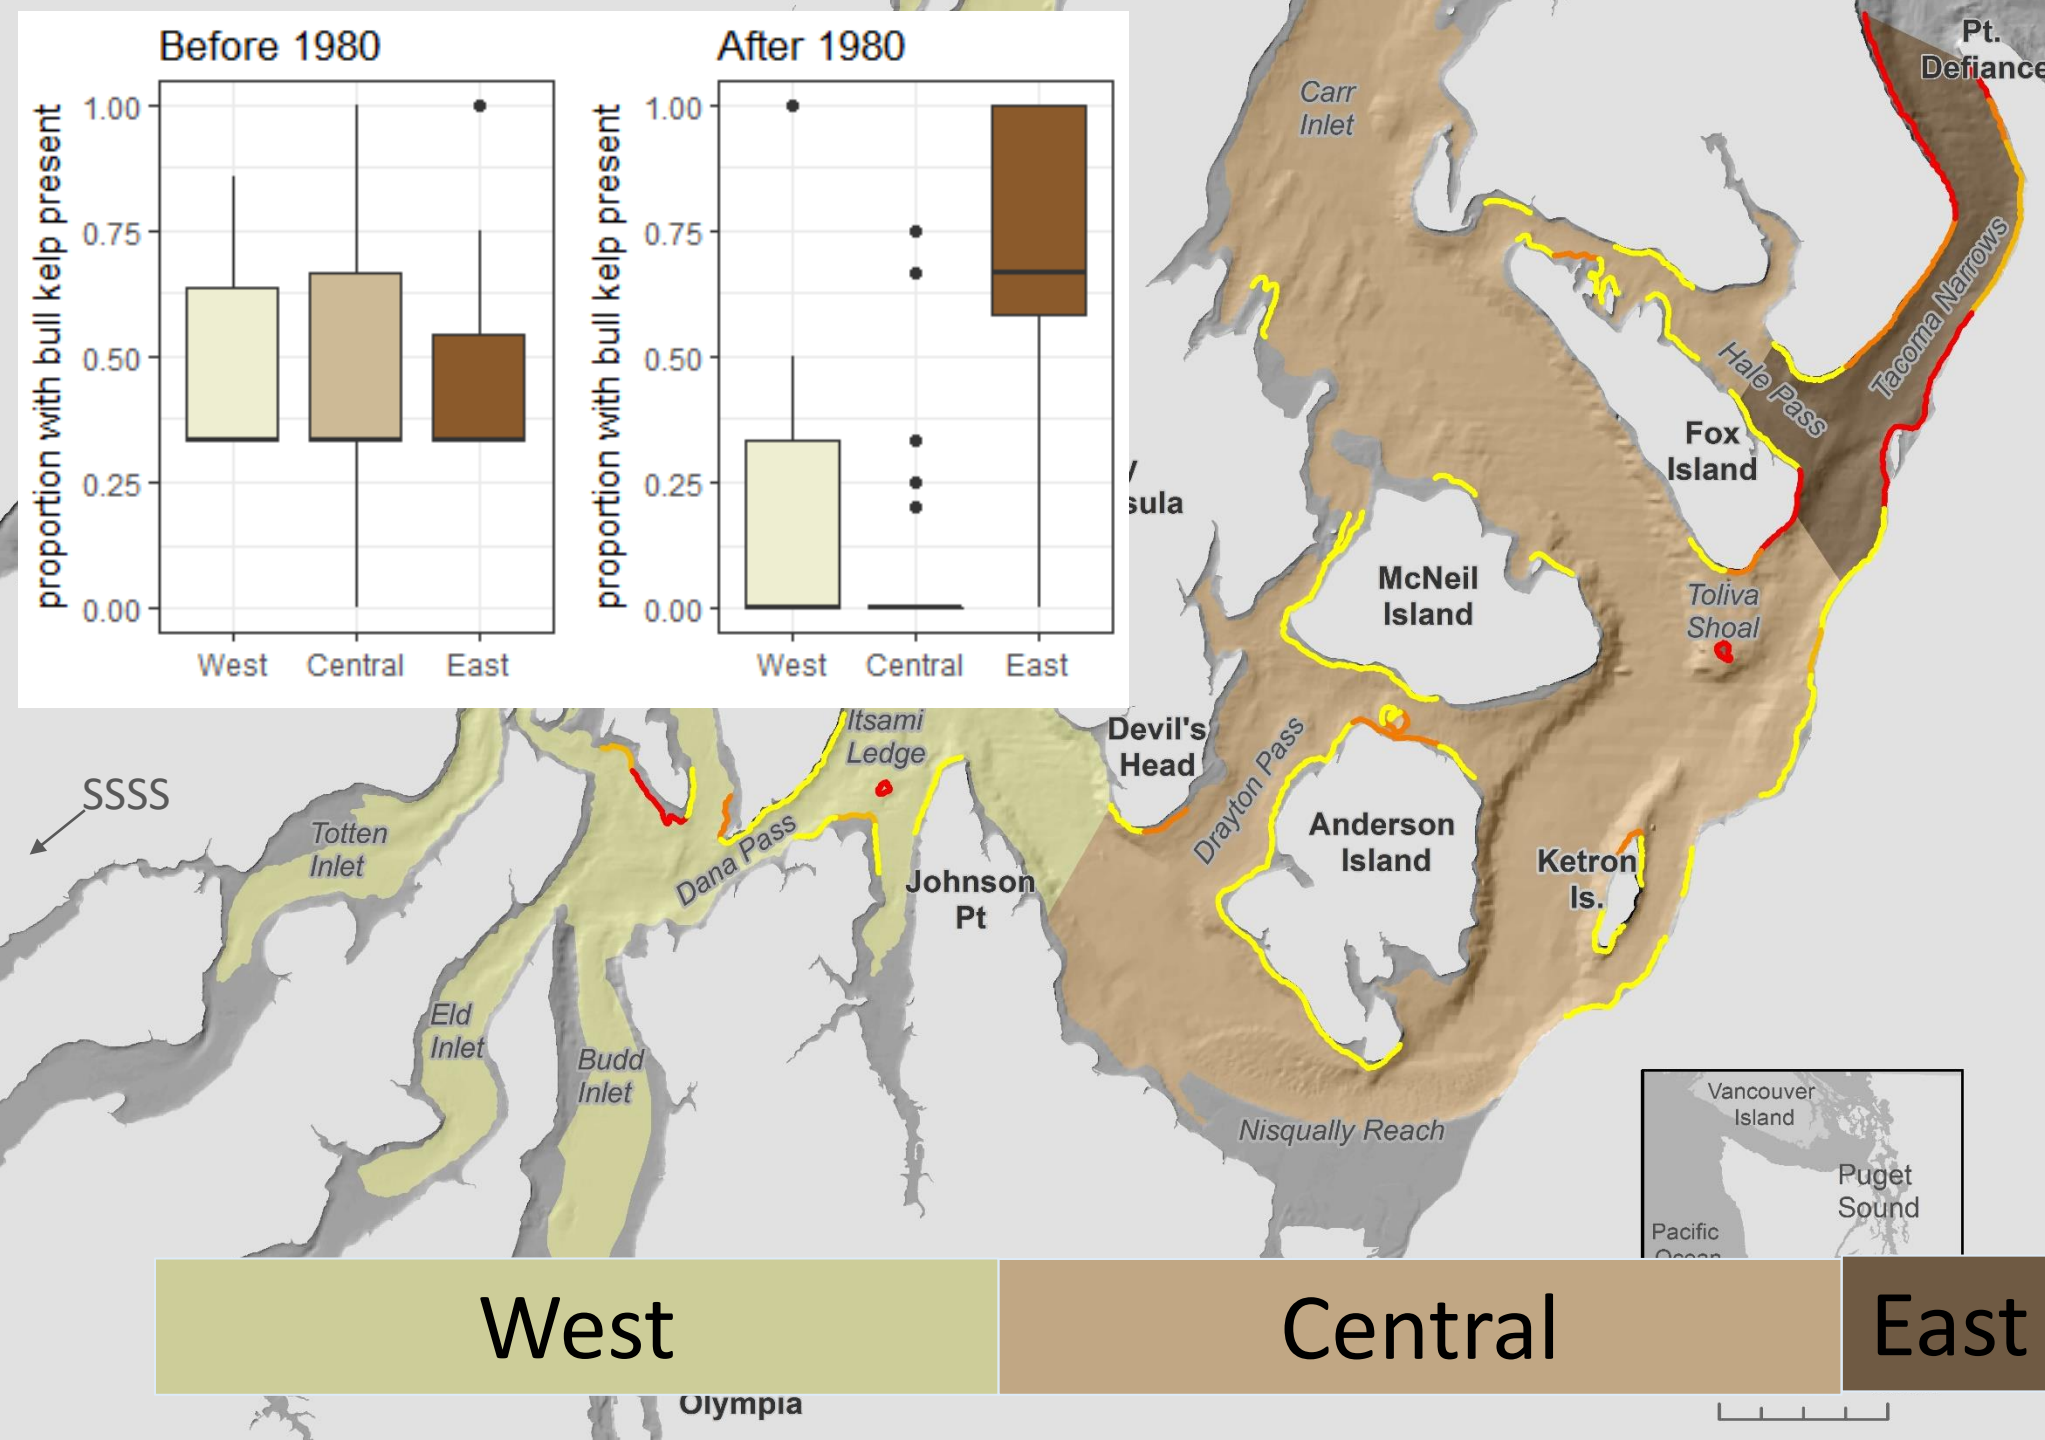 Before 1980
proportion with bull kelp present
1.00
0.75
0.50
0.25
0.00
West Central East
After 1980
proportion with bull kelp present
1.00
0.75
0.50
0.25
0.00
West Central East
Pt.
Defiance
Carr
Inlet
Tacoma Narrows
Hale Pass
Fox
Island
sula
McNeil
Island
Toliva
Shoal
Itsami
Ledge
Devil's
Head
Drayton Pass
SSSS
Totten
Inlet
Dana Pass
Johnson
Pt
Anderson
Island
Ketron
Is.
Eld
Inlet
Budd
Inlet
Nisqually Reach
Vancouver
Island
Puget
Sound
Pacific
Ocean
West
Central
East
Olympia